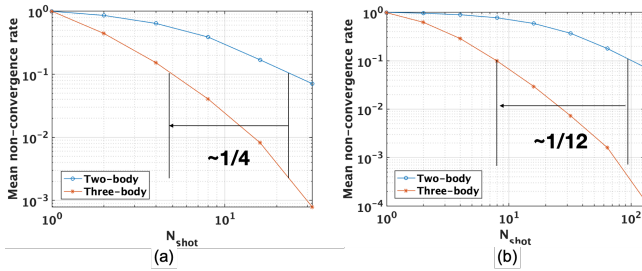 Mean non-convergence rate
10^0
10^-1
10^-2
10^-3
~1/4
Two-body
Three-body
10^0
10^1
N_shot
(a)
Mean non-convergence rate
10^0
10^-1
10^-2
10^-3
10^-4
~1/12
Two-body
Three-body
10^0
10^1
10^2
N_shot
(b)